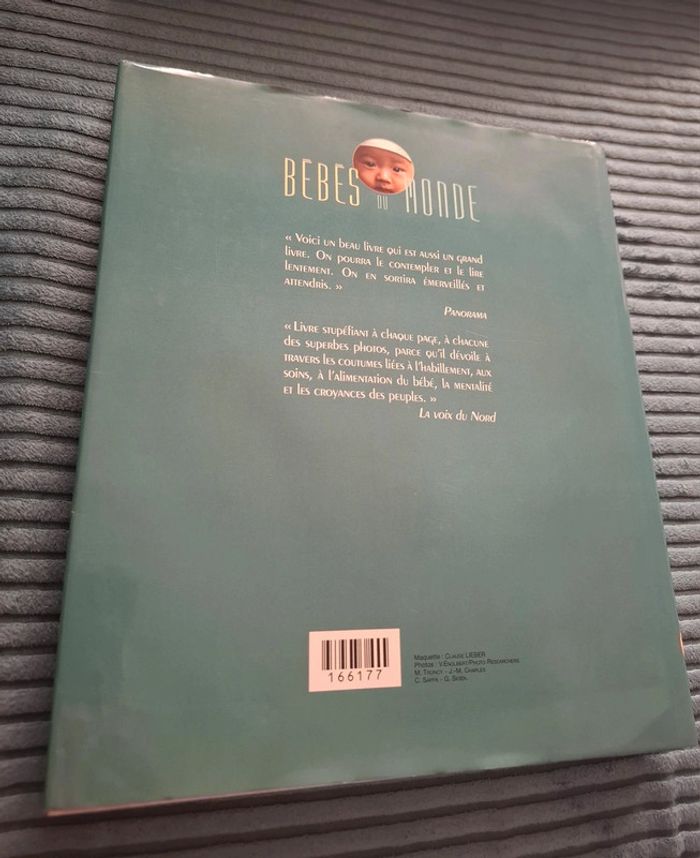 BEBES DU MONDE
« Voici un beau livre qui est aussi un grand
livre. On pourra le contempler et le lire
lentement. On en sortira émerveillés et
attendris. »
Panorama
« Livre stupéfiant à chaque page, à chacune
des superbes photos, parce qu'il dévoile à
travers les coutumes liées à l'habillement, aux
soins, à l'alimentation du bébé, la mentalité
et les croyances des peuples. »
La voix du Nord
166177
Maquette : Claude LIEBER
Photos : V.Englbert/Photo Researchers
M. Troncy - J.-M. Charles
C. Sappa - G. Sioen